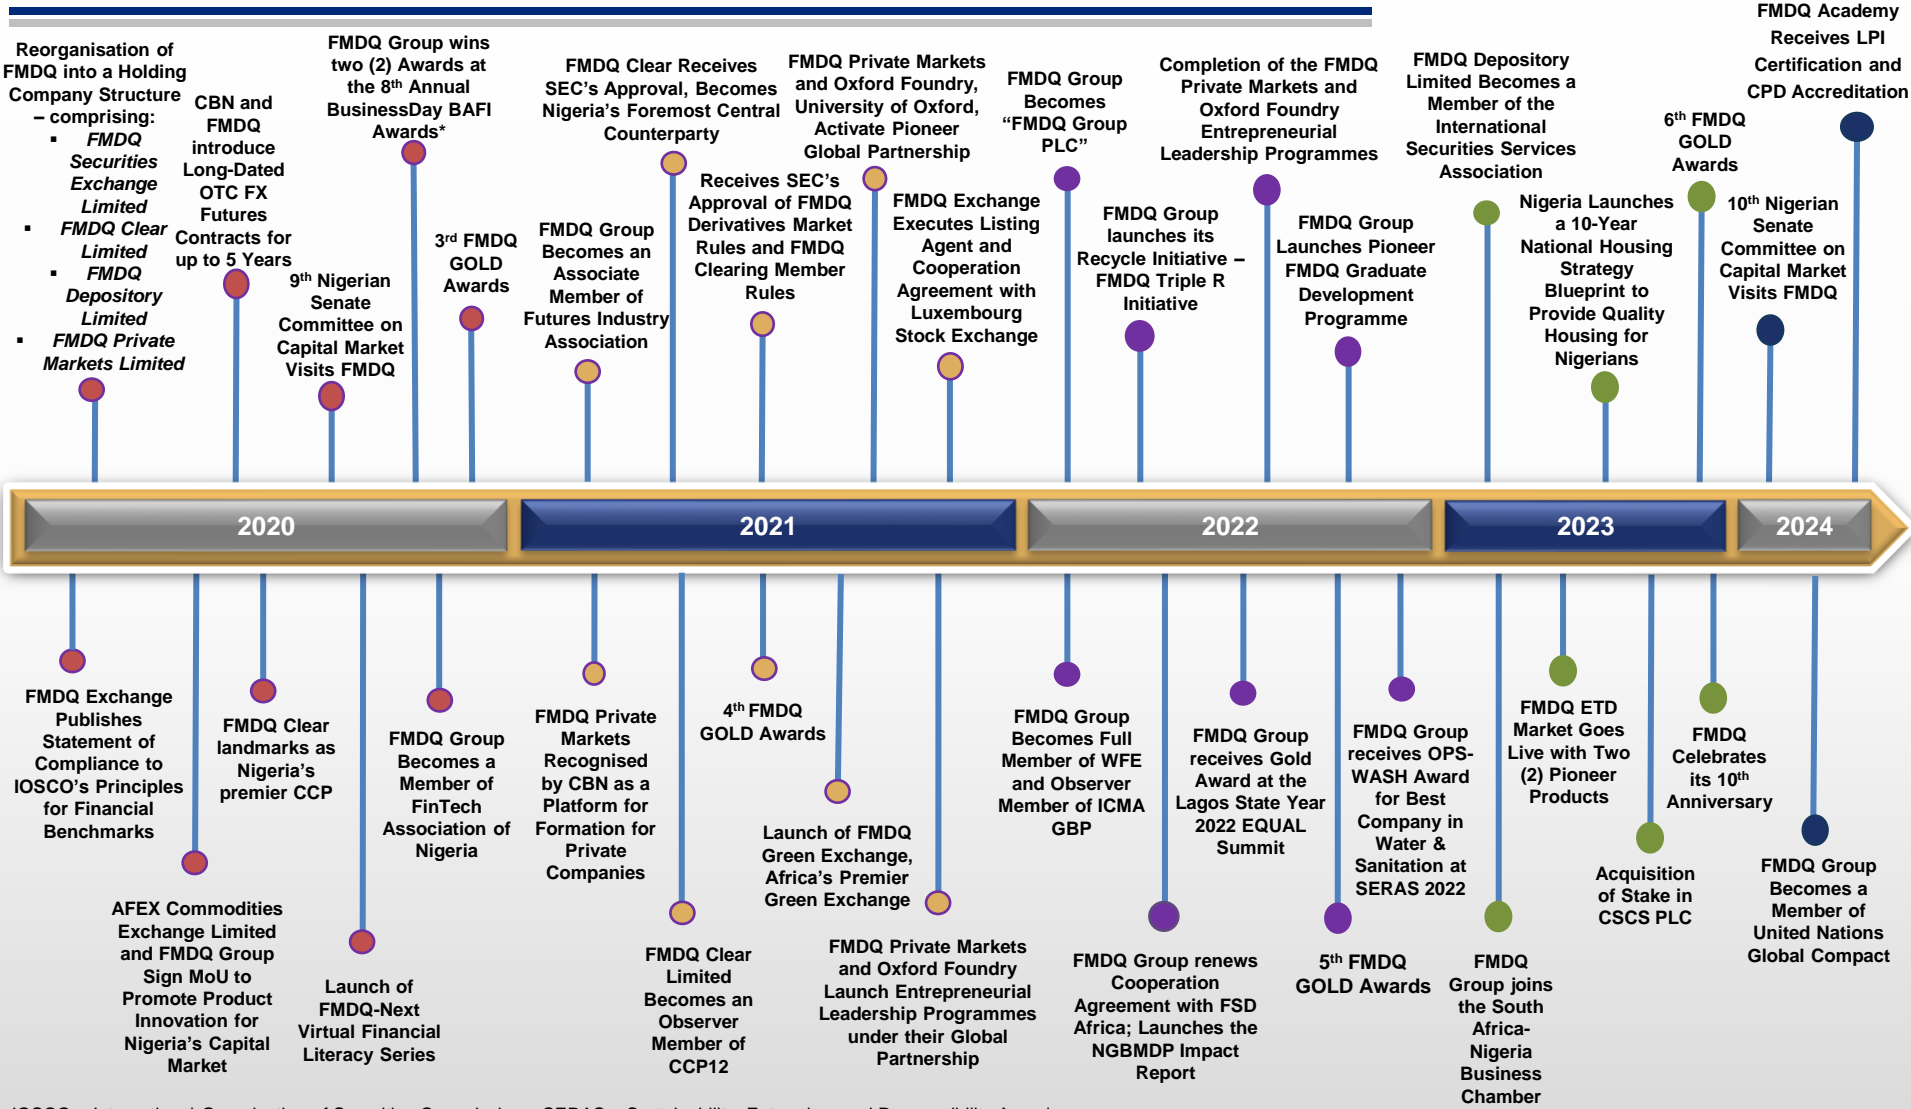 Reorganisation of
FMDQ into a Holding
Company Structure
– comprising:
▪ FMDQ
Securities
Exchange
Limited
▪ FMDQ Clear
Limited
▪ FMDQ
Depository
Limited
▪ FMDQ Private
Markets Limited
CBN and
FMDQ
introduce
Long-Dated
OTC FX
Futures
Contracts for
up to 5 Years
9th Nigerian
Senate
Committee on
Capital Market
Visits FMDQ
FMDQ Group wins
two (2) Awards at
the 8th Annual
BusinessDay BAFI
Awards*
3rd FMDQ
GOLD
Awards
FMDQ Group
Becomes an
Associate
Member of
Futures Industry
Association
FMDQ Clear Receives
SEC’s Approval, Becomes
Nigeria’s Foremost Central
Counterparty
Receives SEC’s
Approval of FMDQ
Derivatives Market
Rules and FMDQ
Clearing Member
Rules
FMDQ Private Markets
and Oxford Foundry,
University of Oxford,
Activate Pioneer
Global Partnership
FMDQ Exchange
Executes Listing
Agent and
Cooperation
Agreement with
Luxembourg
Stock Exchange
FMDQ Group
Becomes
“FMDQ Group
PLC”
FMDQ Group
launches its
Recycle Initiative –
FMDQ Triple R
Initiative
Completion of the FMDQ
Private Markets and
Oxford Foundry
Entrepreneurial
Leadership Programmes
FMDQ Group
Launches Pioneer
FMDQ Graduate
Development
Programme
FMDQ Depository
Limited Becomes a
Member of the
International
Securities Services
Association
Nigeria Launches
a 10-Year
National Housing
Strategy
Blueprint to
Provide Quality
Housing for
Nigerians
6th FMDQ
GOLD
Awards
10th Nigerian
Senate
Committee on
Capital Market
Visits FMDQ
FMDQ Academy
Receives LPI
Certification and
CPD Accreditation
2020
2021
2022
2023
2024
FMDQ Exchange
Publishes
Statement of
Compliance to
IOSCO’s Principles
for Financial
Benchmarks
AFEX Commodities
Exchange Limited
and FMDQ Group
Sign MoU to
Promote Product
Innovation for
Nigeria’s Capital
Market
FMDQ Clear
landmarks as
Nigeria’s
premier CCP
Launch of
FMDQ-Next
Virtual Financial
Literacy Series
FMDQ Group
Becomes a
Member of
FinTech
Association of
Nigeria
FMDQ Private
Markets
Recognised
by CBN as a
Platform for
Formation for
Private
Companies
FMDQ Clear
Limited
Becomes an
Observer
Member of
CCP12
4th FMDQ
GOLD Awards
Launch of FMDQ
Green Exchange,
Africa’s Premier
Green Exchange
FMDQ Private Markets
and Oxford Foundry
Launch Entrepreneurial
Leadership Programmes
under their Global
Partnership
FMDQ Group
Becomes Full
Member of WFE
and Observer
Member of ICMA
GBP
FMDQ Group renews
Cooperation
Agreement with FSD
Africa; Launches the
NGBMDP Impact
Report
FMDQ Group
receives Gold
Award at the
Lagos State Year
2022 EQUAL
Summit
5th FMDQ
GOLD Awards
FMDQ Group
receives OPS-
WASH Award
for Best
Company in
Water &
Sanitation at
SERAS 2022
FMDQ
Group joins
the South
Africa-
Nigeria
Business
Chamber
FMDQ ETD
Market Goes
Live with Two
(2) Pioneer
Products
Acquisition
of Stake in
CSCS PLC
FMDQ
Celebrates
its 10th
Anniversary
FMDQ Group
Becomes a
Member of
United Nations
Global Compact